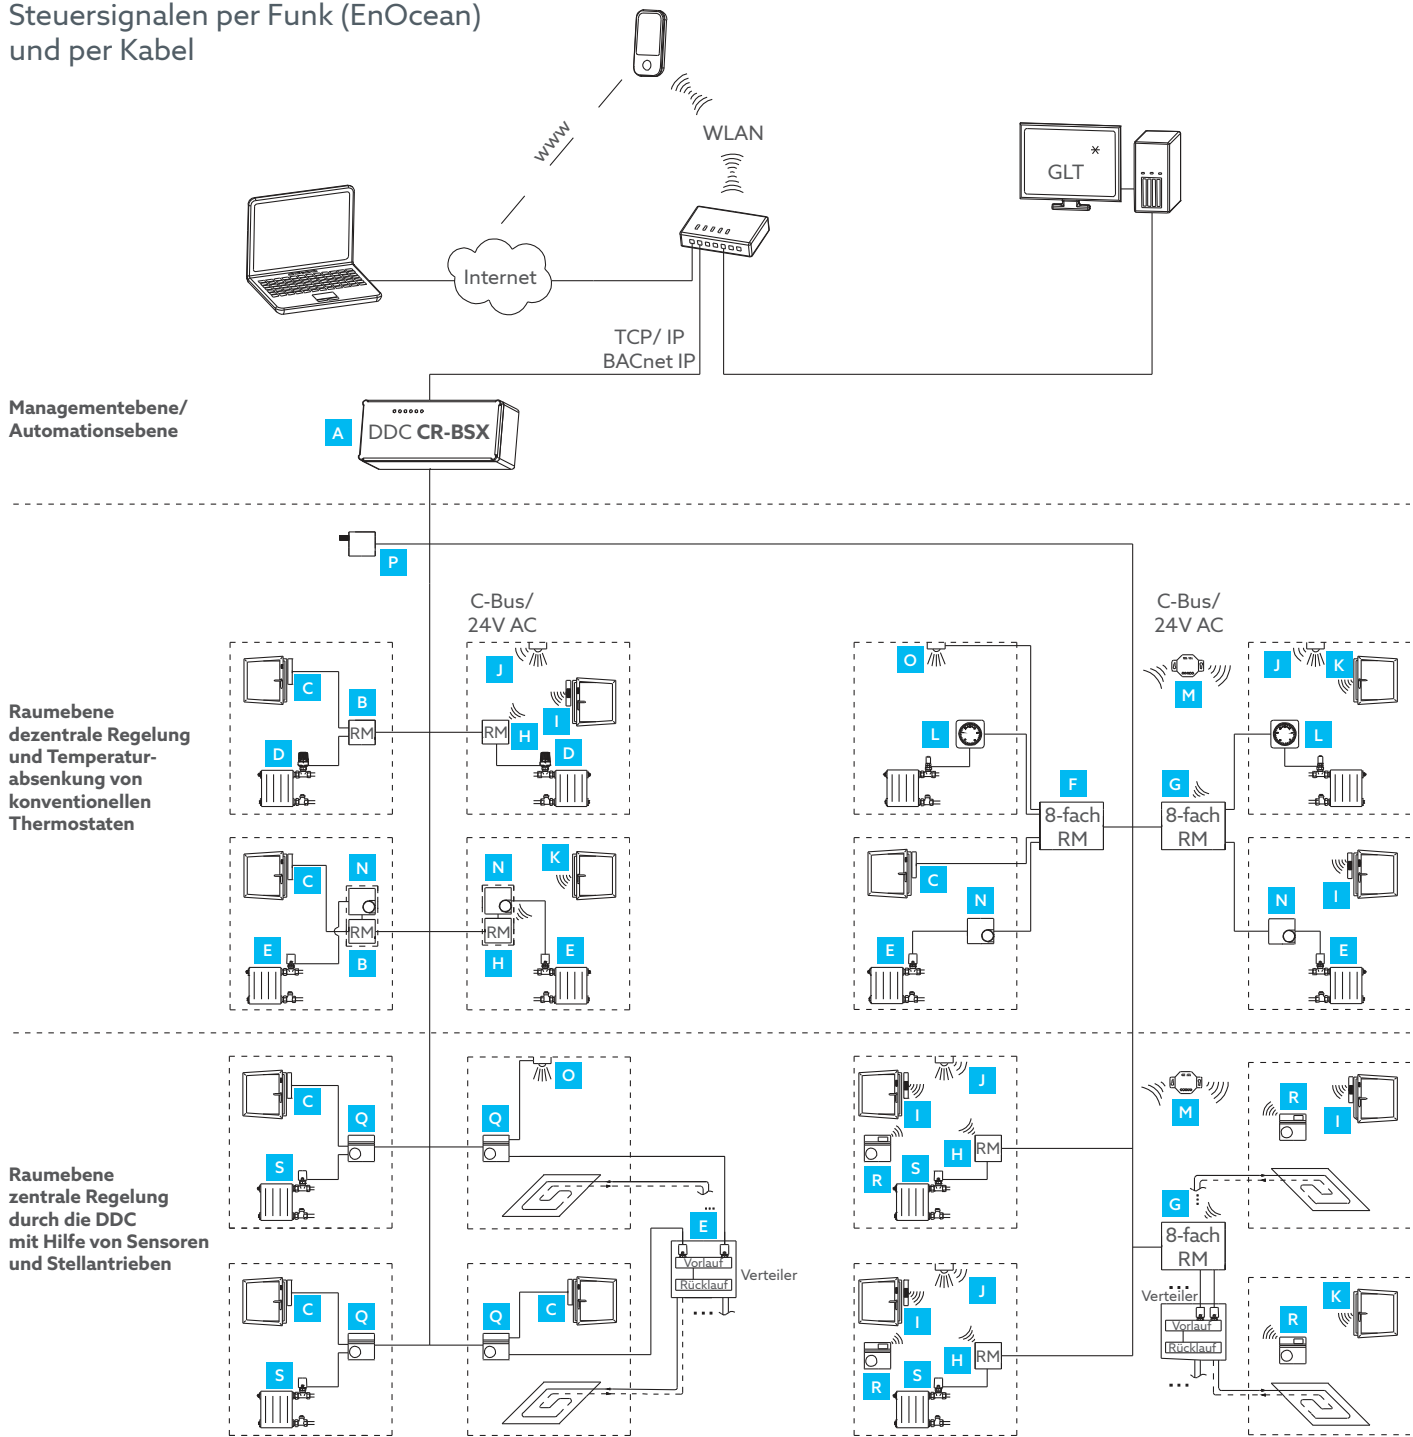 Steuersignalen per Funk (EnOcean)
und per Kabel
www
WLAN
GLT *
Internet
TCP/ IP
BACnet IP
Managementebene/
Automationsebene
A
DDC CR-BSX
P
C-Bus/
24V AC
C-Bus/
24V AC
Raumebene
dezentrale Regelung
und Temperatur-
absenkung von
konventionellen
Thermostaten
C
B
RM
D
J
I
RM
H
D
O
L
F
8-fach
RM
M
G
8-fach
RM
J
K
L
C
N
RM
B
E
N
K
RM
H
E
C
N
E
I
N
E
Raumebene
zentrale Regelung
durch die DDC
mit Hilfe von Sensoren
und Stellantrieben
C
Q
S
O
Q
...
E
Vorlauf
Rücklauf
Verteiler
...
J
I
H
RM
R
S
M
R
I
...
G
8-fach
RM
...
Verteiler
Vorlauf
Rücklauf
...
C
Q
S
Q
C
J
I
H
RM
R
S
R
K